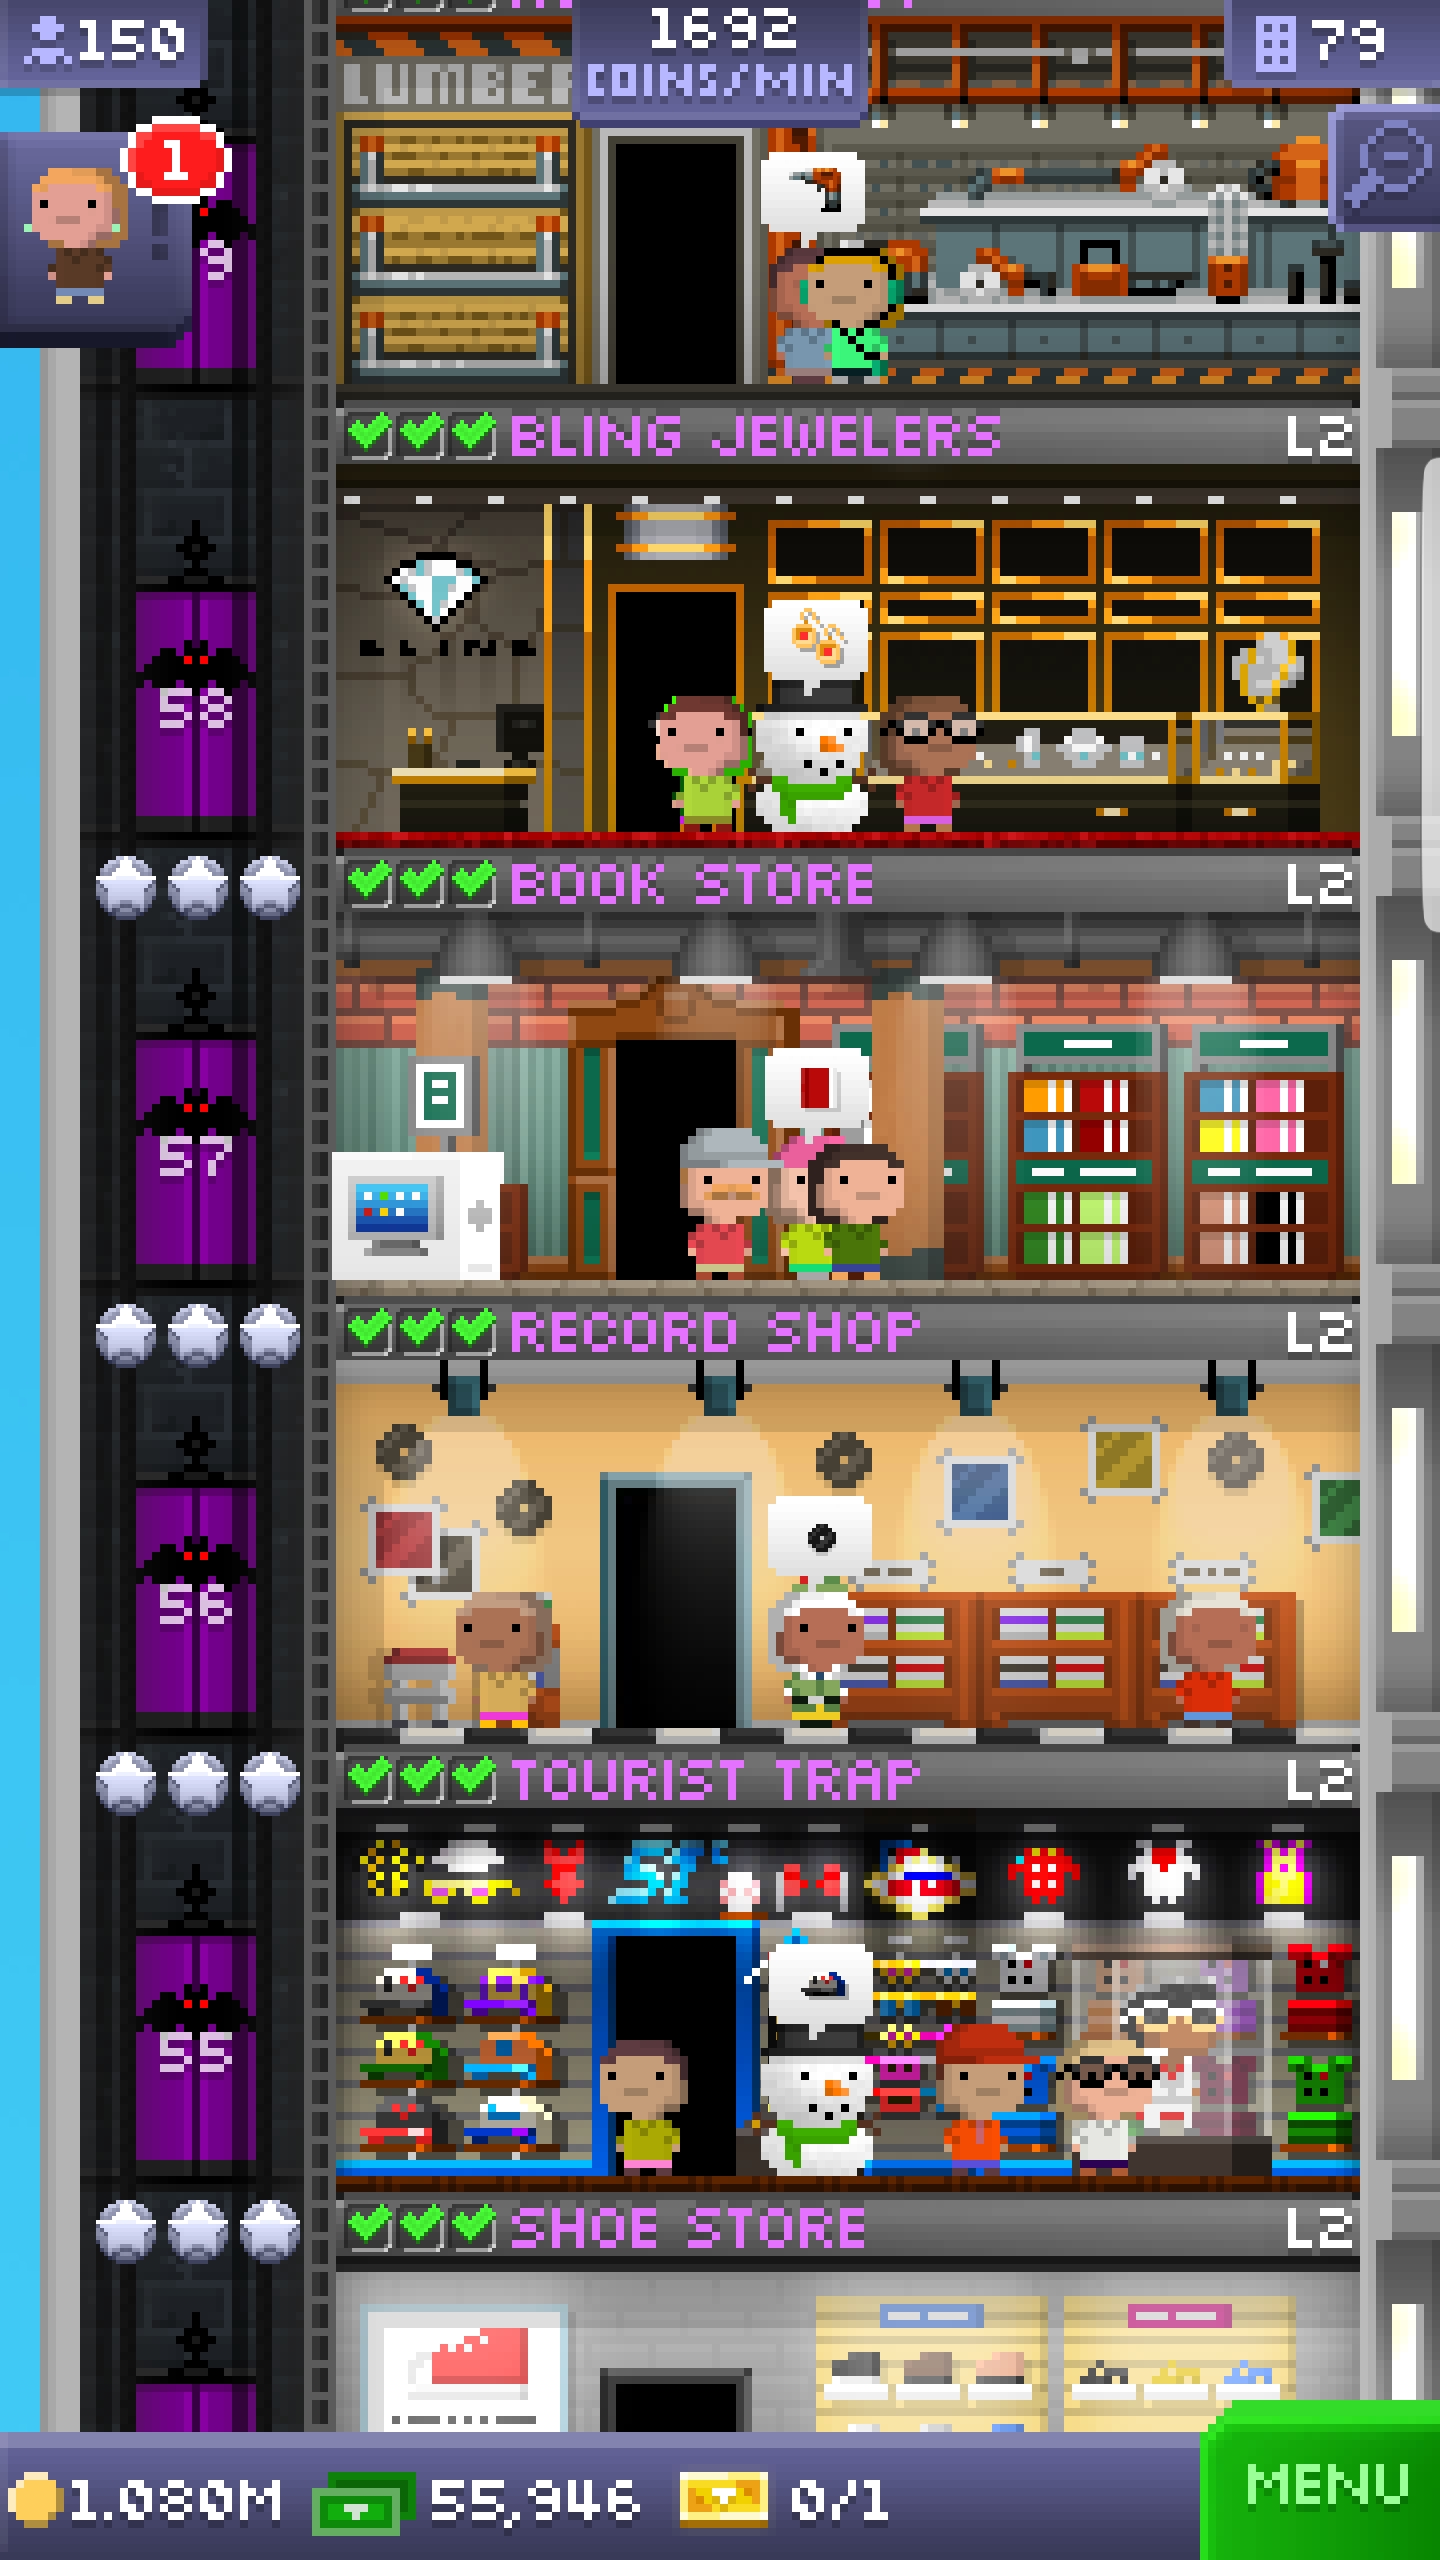 150
1692
COINS/MIN
79
1
LUMBER
9
BLING JEWELERS L2
BLING
58
BOOK STORE L2
57
RECORD SHOP L2
56
TOURIST TRAP L2
55
SHOE STORE L2
1.080M
55,946
0/1
MENU